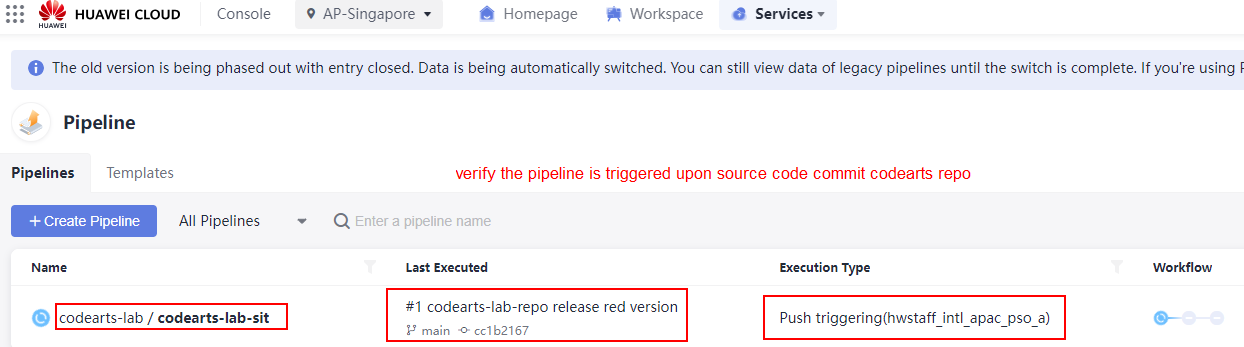 HUAWEI
HUAWEI CLOUD
Console
AP-Singapore
Homepage
Workspace
Services
The old version is being phased out with entry closed. Data is being automatically switched. You can still view data of legacy pipelines until the switch is complete. If you're using
Pipeline
Pipelines
Templates
verify the pipeline is triggered upon source code commit codearts repo
+ Create Pipeline
All Pipelines
Enter a pipeline name
Name
Last Executed
Execution Type
Workflow
codearts-lab / codearts-lab-sit
#1 codearts-lab-repo release red version
main
cc1b2167
Push triggering(hwstaff_intl_apac_pso_a)